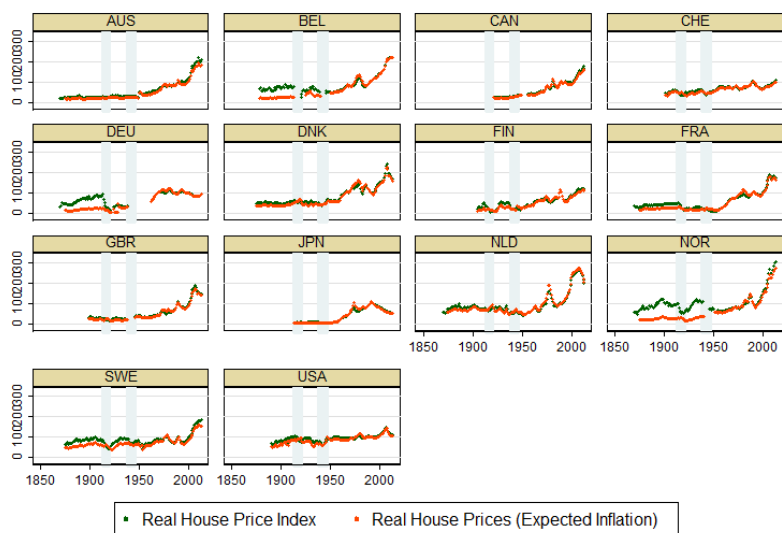 AUS BEL CAN CHE
0 100200300
DEU DNK FIN FRA
0 100200300
GBR JPN NLD NOR
0 100200300
1850 1900 1950 2000 1850 1900 1950 2000
SWE USA
0 100200300
1850 1900 1950 2000 1850 1900 1950 2000
Real House Price Index Real House Prices (Expected Inflation)